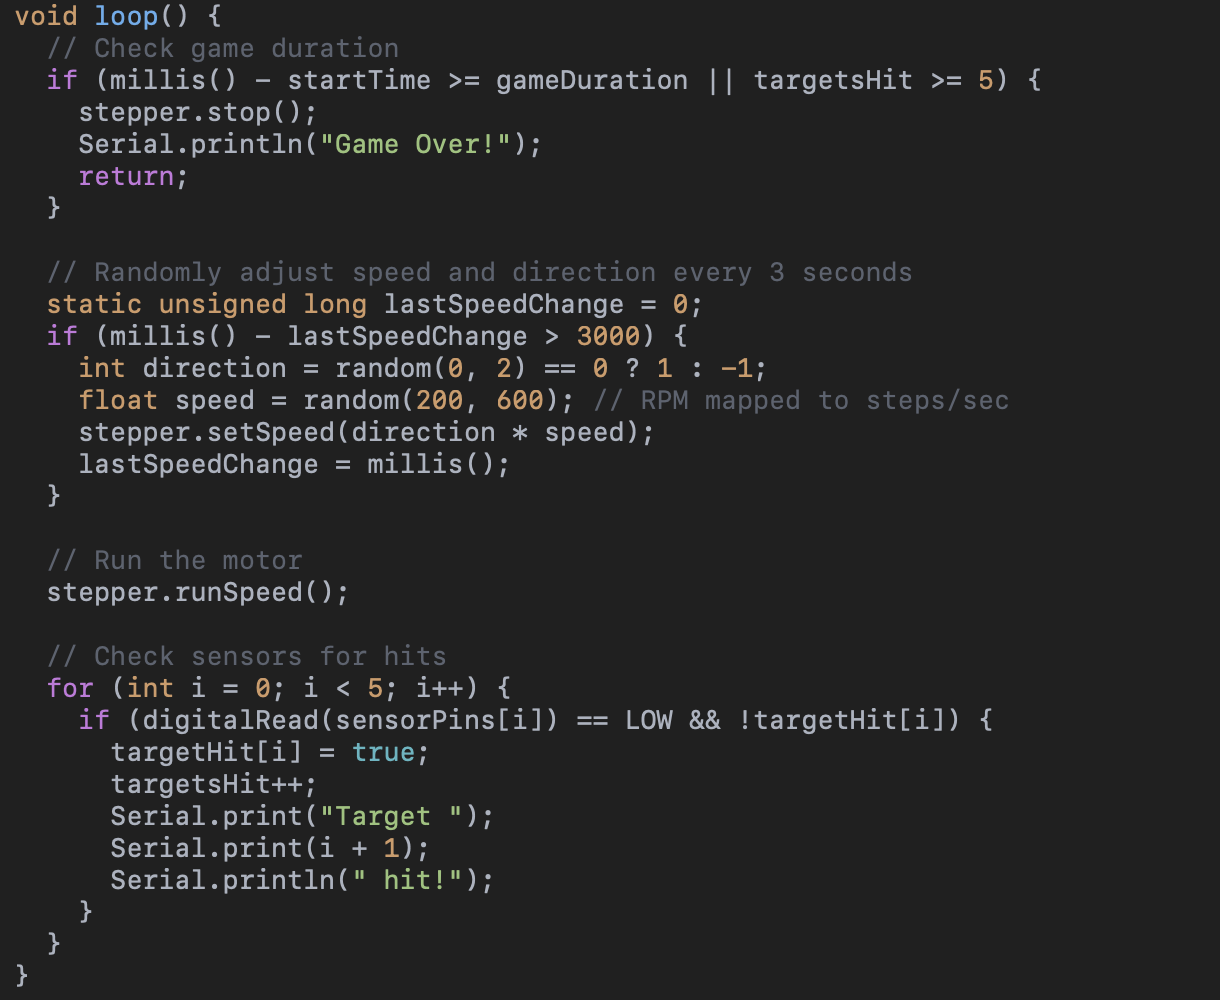 void loop() {
  // Check game duration
  if (millis() - startTime >= gameDuration || targetsHit >= 5) {
    stepper.stop();
    Serial.println("Game Over!");
    return;
  }

  // Randomly adjust speed and direction every 3 seconds
  static unsigned long lastSpeedChange = 0;
  if (millis() - lastSpeedChange > 3000) {
    int direction = random(0, 2) == 0 ? 1 : -1;
    float speed = random(200, 600); // RPM mapped to steps/sec
    stepper.setSpeed(direction * speed);
    lastSpeedChange = millis();
  }

  // Run the motor
  stepper.runSpeed();

  // Check sensors for hits
  for (int i = 0; i < 5; i++) {
    if (digitalRead(sensorPins[i]) == LOW && !targetHit[i]) {
      targetHit[i] = true;
      targetsHit++;
      Serial.print("Target ");
      Serial.print(i + 1);
      Serial.println(" hit!");
    }
  }
}